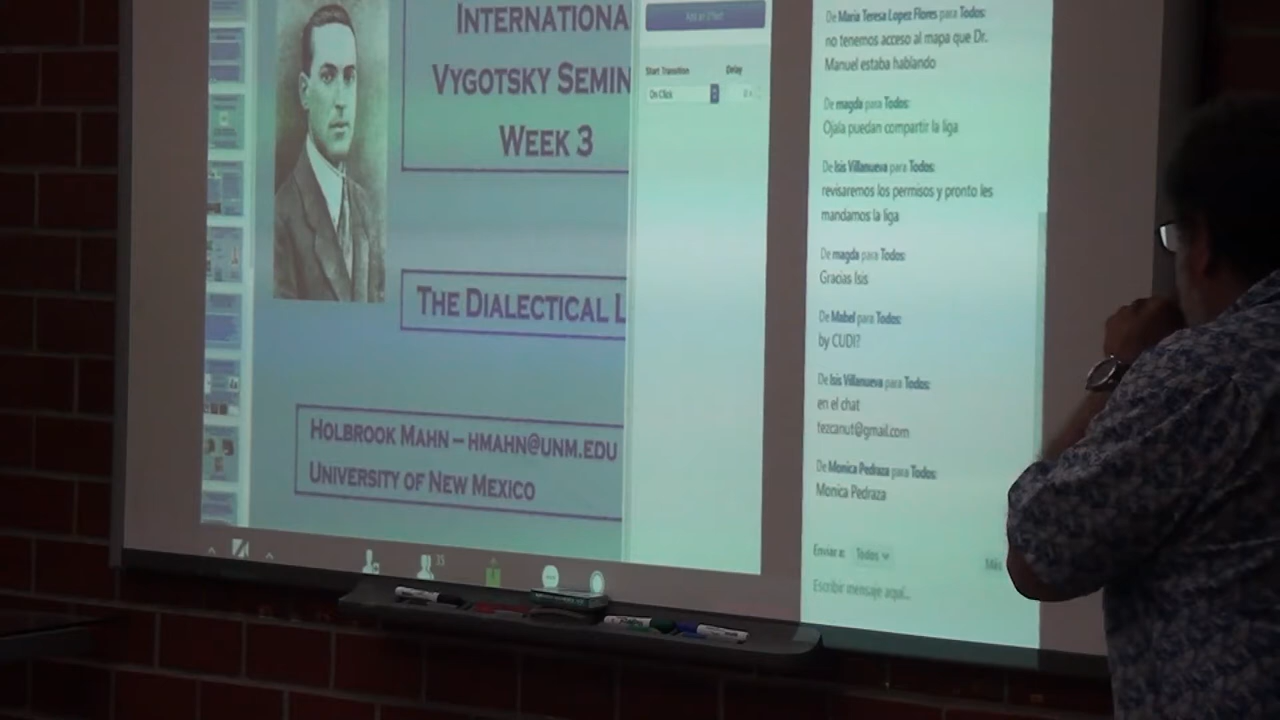 INTERNATIONA
VYGOTSKY SEMIN
WEEK 3
THE DIALECTICAL L
HOLBROOK MAHN – HMAHN@UNM.EDU
UNIVERSITY OF NEW MEXICO
Add an Effect
Start Transition
Delay
On Click
35
De Maria Teresa Lopez Flores para Todos:
no tenemos acceso al mapa que Dr.
Manuel estaba hablando
De magda para Todos:
Ojala puedan compartir la liga
De Isis Villanueva para Todos:
revisaremos los permisos y pronto les
mandamos la liga
De magda para Todos:
Gracias Isis
De Mabel para Todos:
by CUDI?
De Isis Villanueva para Todos:
en el chat
tezcanut@gmail.com
De Monica Pedraza para Todos:
Monica Pedraza
Enviar a: Todos
Más
Escribir mensaje aquí...